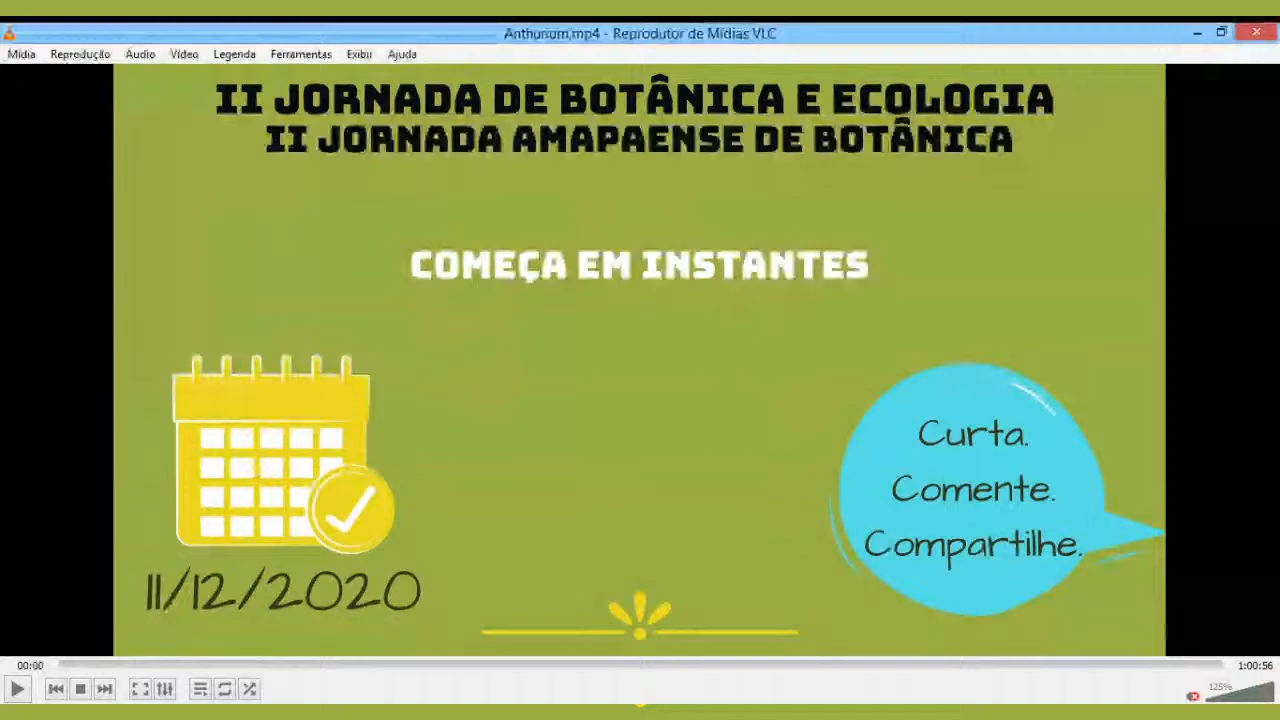 Anthurium.mp4 - Reprodutor de Mídias VLC
Mídia Reprodução Áudio Vídeo Legenda Ferramentas Exibir Ajuda
II JORNADA DE BOTÂNICA E ECOLOGIA
II JORNADA AMAPAENSE DE BOTÂNICA
COMEÇA EM INSTANTES
Curta.
Comente.
Compartilhe.
11/12/2020
00:00
1:00:56
125%